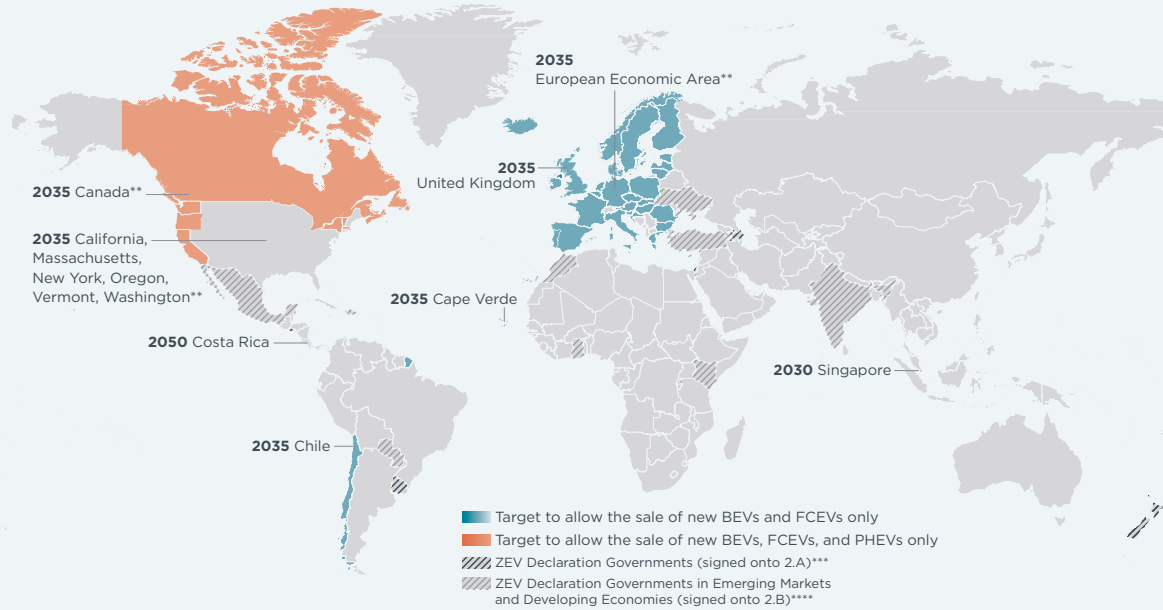 2035
European Economic Area**
2035
United Kingdom
2035 Canada**
2035 California,
Massachusetts,
New York, Oregon,
Vermont, Washington**
2035 Cape Verde
2050 Costa Rica
2030 Singapore
2035 Chile
Target to allow the sale of new BEVs and FCEVs only
Target to allow the sale of new BEVs, FCEVs, and PHEVs only
ZEV Declaration Governments (signed onto 2.A)***
ZEV Declaration Governments in Emerging Markets
and Developing Economies (signed onto 2.B)****